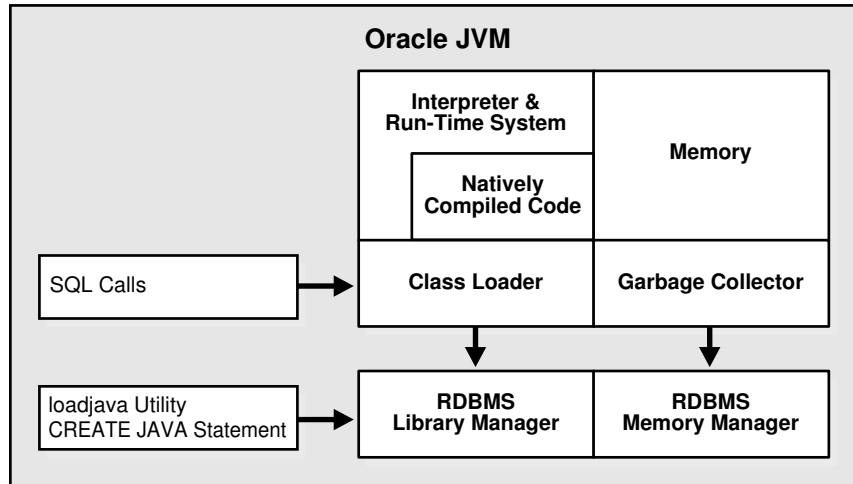 Oracle JVM
Interpreter &
Run-Time System
Memory
Natively
Compiled Code
SQL Calls
Class Loader
Garbage Collector
loadjava Utility
CREATE JAVA Statement
RDBMS
Library Manager
RDBMS
Memory Manager